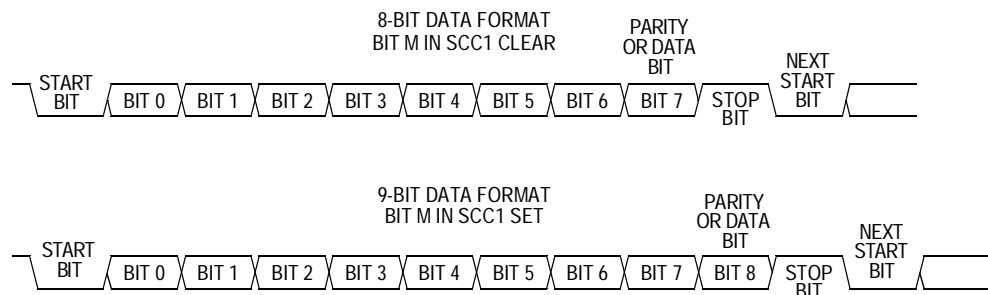 8-BIT DATA FORMAT
BIT M IN SCC1 CLEAR
PARITY
OR DATA
BIT
START
BIT
BIT 0
BIT 1
BIT 2
BIT 3
BIT 4
BIT 5
BIT 6
BIT 7
STOP
BIT
NEXT
START
BIT
9-BIT DATA FORMAT
BIT M IN SCC1 SET
PARITY
OR DATA
BIT
START
BIT
BIT 0
BIT 1
BIT 2
BIT 3
BIT 4
BIT 5
BIT 6
BIT 7
BIT 8
STOP
BIT
NEXT
START
BIT